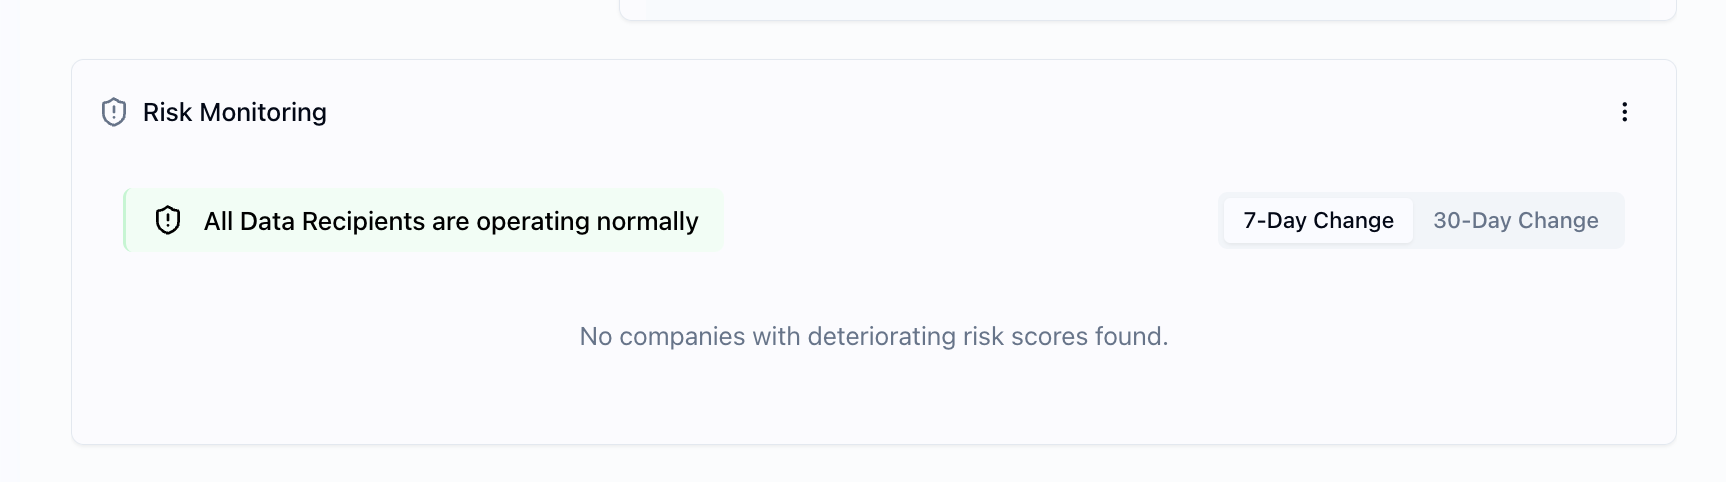 Risk Monitoring
All Data Recipients are operating normally
7-Day Change
30-Day Change
No companies with deteriorating risk scores found.